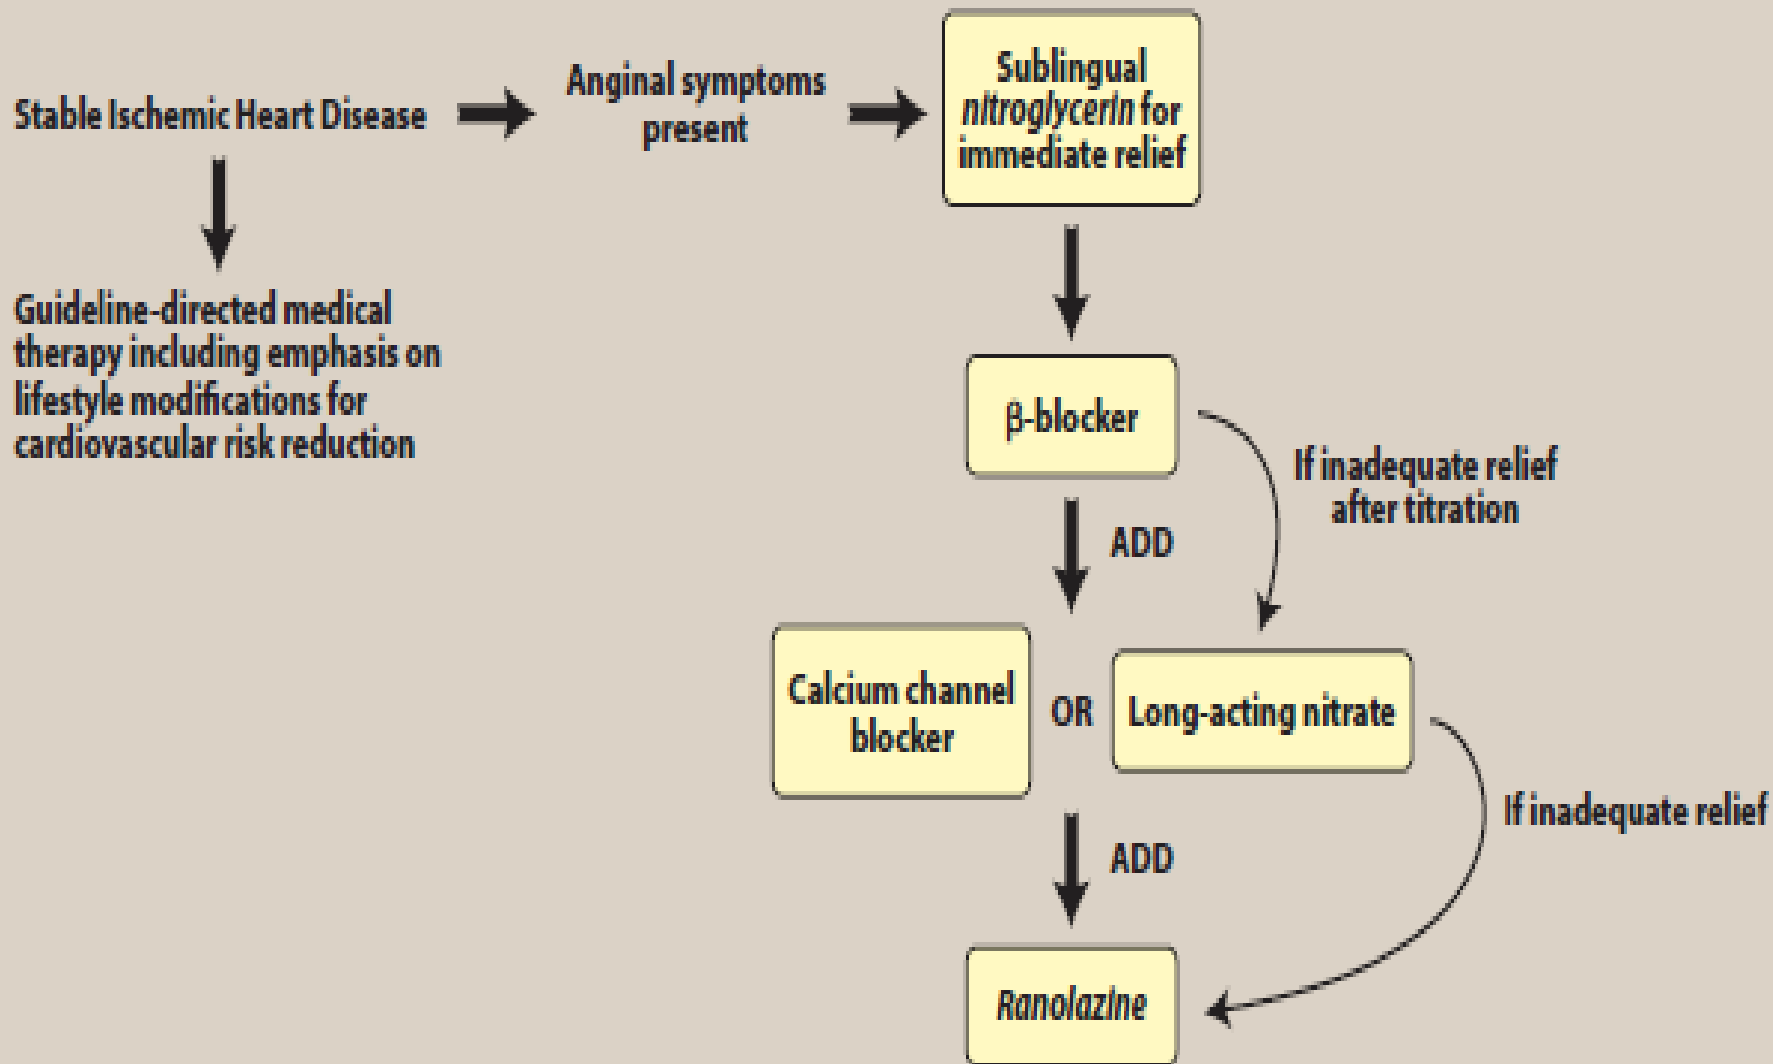 Stable Ischemic Heart Disease
Anginal symptoms
present
Sublingual
nitroglycerin for
immediate relief
Guideline-directed medical
therapy including emphasis on
lifestyle modifications for
cardiovascular risk reduction
β-blocker
If inadequate relief
after titration
ADD
Calcium channel
blocker
OR
Long-acting nitrate
If inadequate relief
ADD
Ranolazine